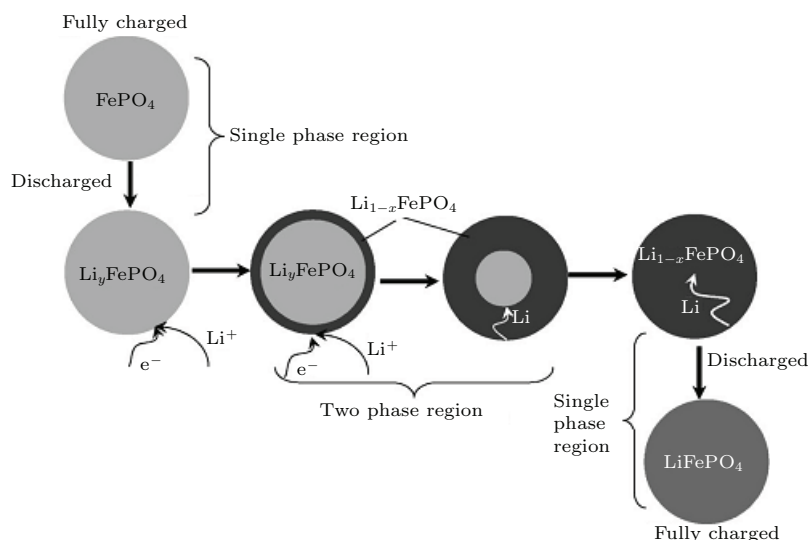 Fully charged
FePO₄
Single phase region
Discharged
Li₁₋ₓFePO₄
LiyFePO₄
LiyFePO₄
Li₁₋ₓFePO₄
Li
Li
Li⁺
e⁻
Li⁺
e⁻
Discharged
Two phase region
Single
phase
region
LiFePO₄
Fully charged